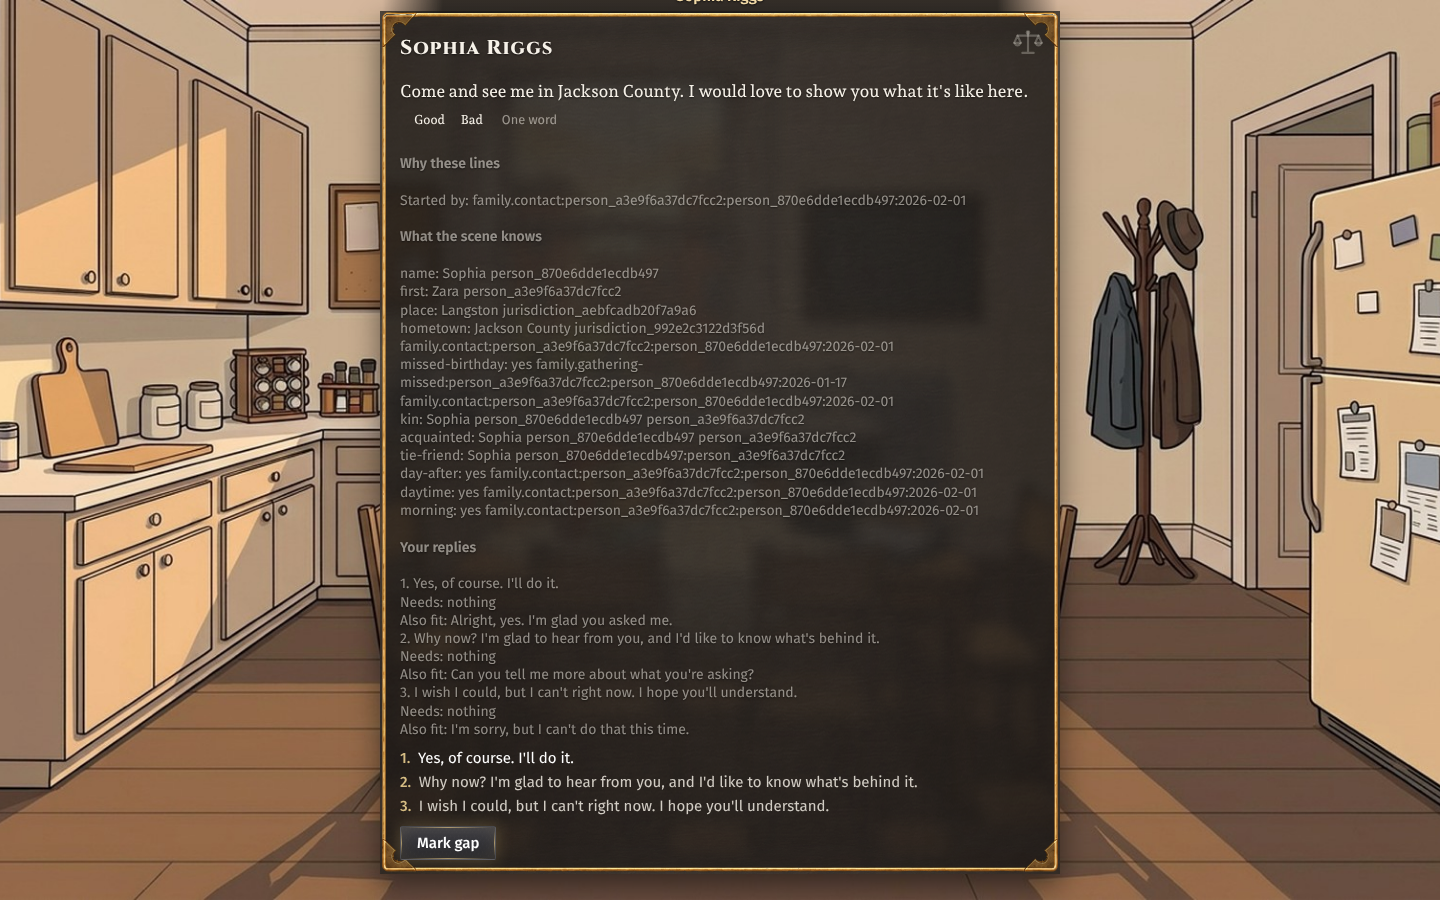 Sophia Riggs
Sophia Riggs
Come and see me in Jackson County. I would love to show you what it's like here.
Good Bad One word
Why these lines
Started by: family.contact:person_a3e9f6a37dc7fcc2:person_870e6dde1ecdb497:2026-02-01
What the scene knows
name: Sophia person_870e6dde1ecdb497
first: Zara person_a3e9f6a37dc7fcc2
place: Langston jurisdiction_aebfcadb20f7a9a6
hometown: Jackson County jurisdiction_992e2c3122d3f56d
family.contact:person_a3e9f6a37dc7fcc2:person_870e6dde1ecdb497:2026-02-01
missed-birthday: yes family.gathering-
missed:person_a3e9f6a37dc7fcc2:person_870e6dde1ecdb497:2026-01-17
family.contact:person_a3e9f6a37dc7fcc2:person_870e6dde1ecdb497:2026-02-01
kin: Sophia person_870e6dde1ecdb497 person_a3e9f6a37dc7fcc2
acquainted: Sophia person_870e6dde1ecdb497 person_a3e9f6a37dc7fcc2
tie-friend: Sophia person_870e6dde1ecdb497:person_a3e9f6a37dc7fcc2
day-after: yes family.contact:person_a3e9f6a37dc7fcc2:person_870e6dde1ecdb497:2026-02-01
daytime: yes family.contact:person_a3e9f6a37dc7fcc2:person_870e6dde1ecdb497:2026-02-01
morning: yes family.contact:person_a3e9f6a37dc7fcc2:person_870e6dde1ecdb497:2026-02-01
Your replies
1. Yes, of course. I'll do it.
Needs: nothing
Also fit: Alright, yes. I'm glad you asked me.
2. Why now? I'm glad to hear from you, and I'd like to know what's behind it.
Needs: nothing
Also fit: Can you tell me more about what you're asking?
3. I wish I could, but I can't right now. I hope you'll understand.
Needs: nothing
Also fit: I'm sorry, but I can't do that this time.
1. Yes, of course. I'll do it.
2. Why now? I'm glad to hear from you, and I'd like to know what's behind it.
3. I wish I could, but I can't right now. I hope you'll understand.
Mark gap